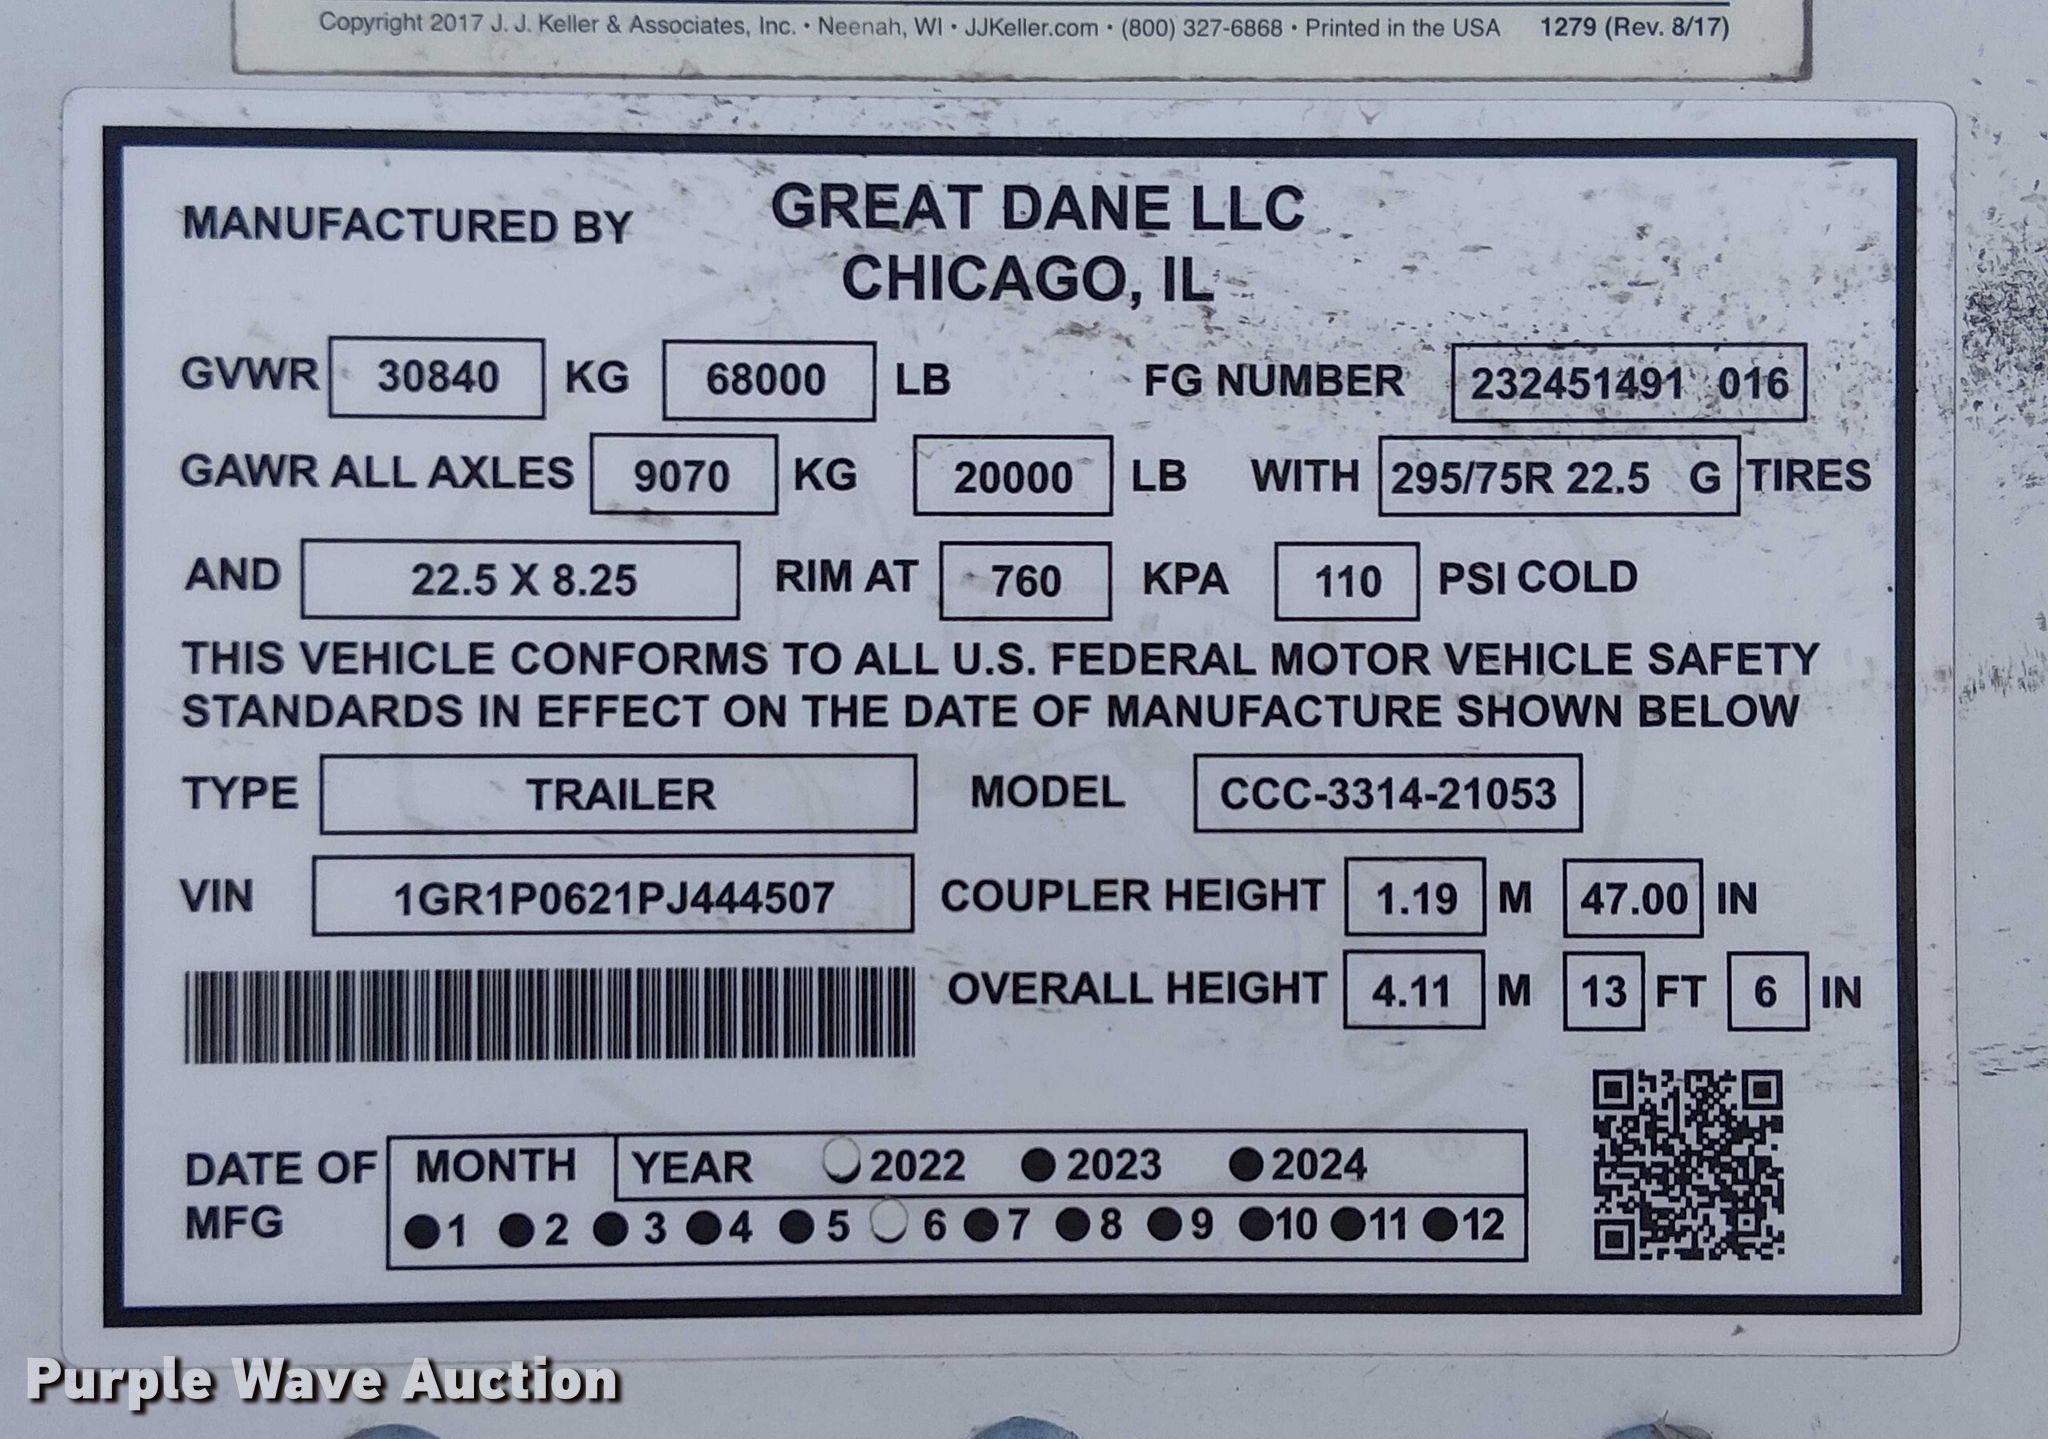 Copyright 2017 J. J. Keller & Associates, Inc. • Neenah, WI • JJKeller.com • (800) 327-6868 • Printed in the USA 1279 (Rev. 8/17)
MANUFACTURED BY GREAT DANE LLC
CHICAGO, IL
GVWR 30840 KG 68000 LB FG NUMBER 232451491 016
GAWR ALL AXLES 9070 KG 20000 LB WITH 295/75R 22.5 G TIRES
AND 22.5 X 8.25 RIM AT 760 KPA 110 PSI COLD
THIS VEHICLE CONFORMS TO ALL U.S. FEDERAL MOTOR VEHICLE SAFETY
STANDARDS IN EFFECT ON THE DATE OF MANUFACTURE SHOWN BELOW
TYPE TRAILER MODEL CCC-3314-21053
VIN 1GR1P0621PJ444507 COUPLER HEIGHT 1.19 M 47.00 IN
OVERALL HEIGHT 4.11 M 13 FT 6 IN
DATE OF MONTH YEAR 2022 2023 2024
MFG 1 2 3 4 5 6 7 8 9 10 11 12
Purple Wave Auction